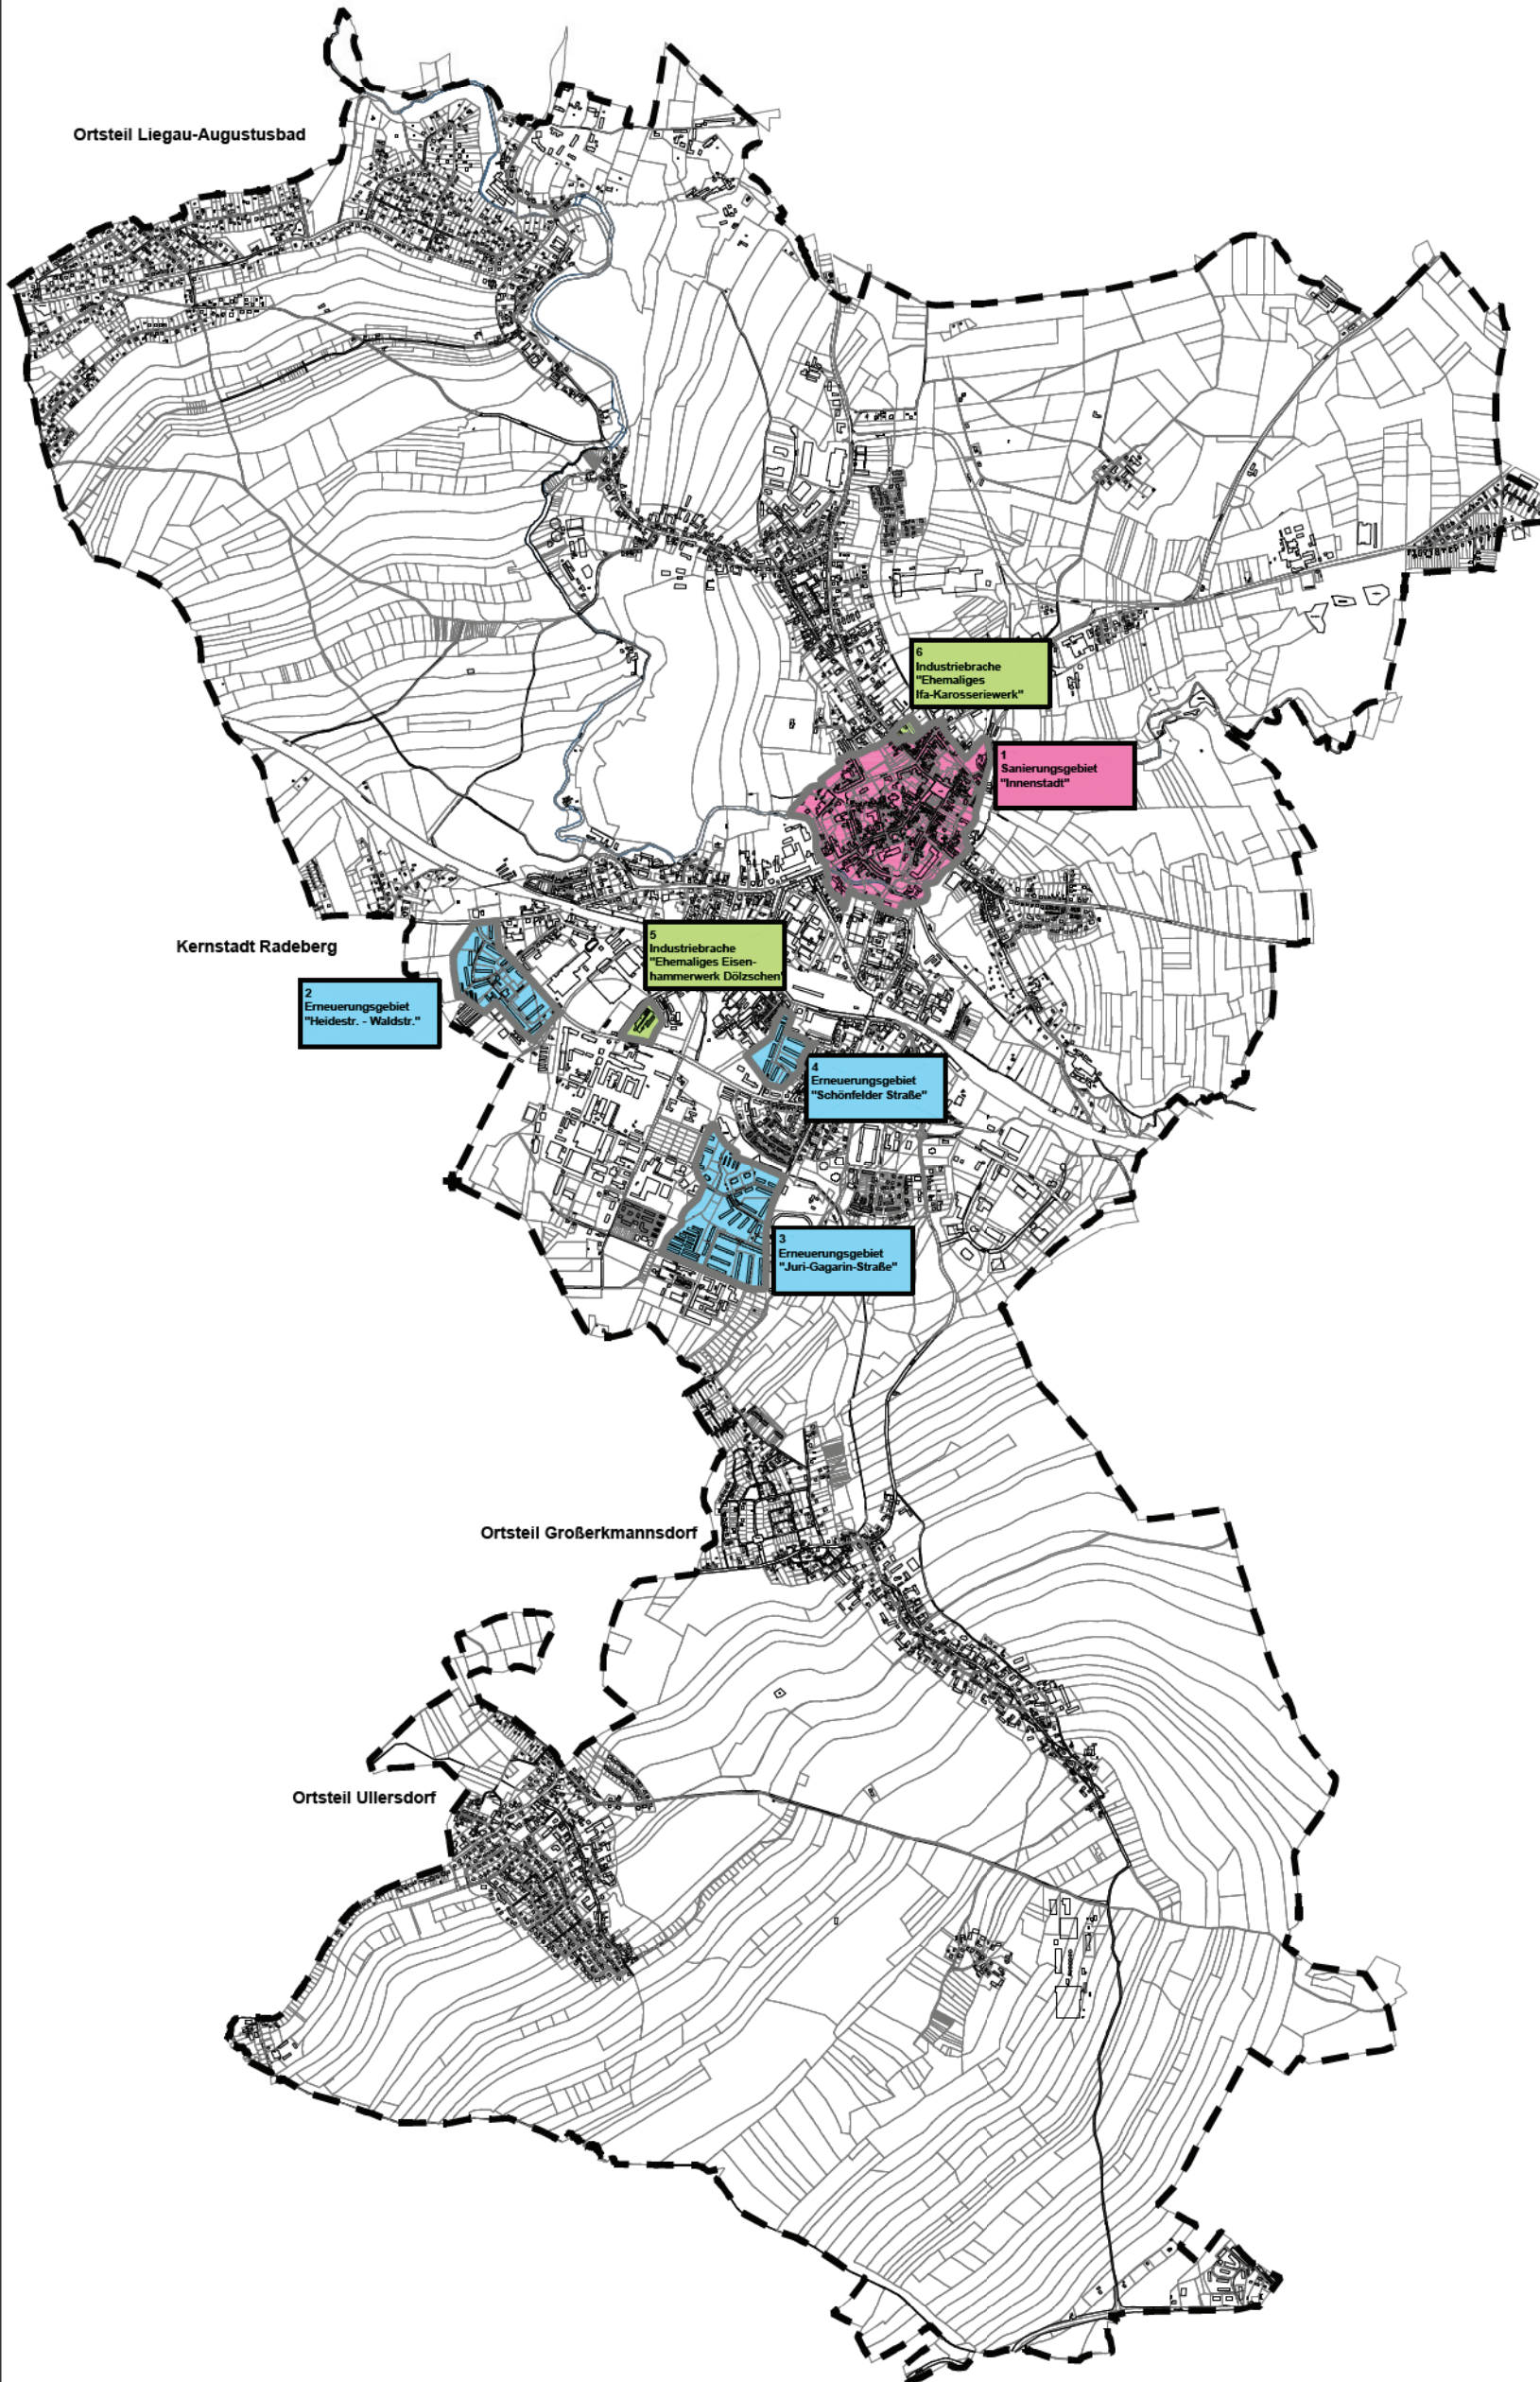 Ortsteil Liegau-Augustusbad
6
Industriebrache
"Ehemaliges
Ifa-Karosseriewerk"
1
Sanierungsgebiet
"Innenstadt"
Kernstadt Radeberg
5
Industriebrache
"Ehemaliges Eisen-
hammerwerk Dölzschen"
2
Erneuerungsgebiet
"Heidestr. - Waldstr."
4
Erneuerungsgebiet
"Schönfelder Straße"
3
Erneuerungsgebiet
"Juri-Gagarin-Straße"
Ortsteil Großerkmannsdorf
Ortsteil Ullersdorf